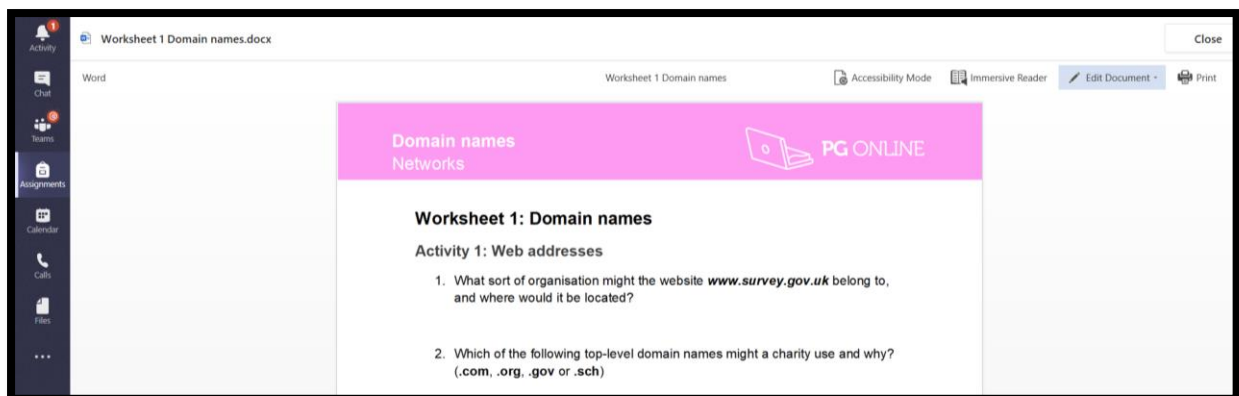 1
Activity
Worksheet 1 Domain names.docx
Close
Word
Worksheet 1 Domain names
Accessibility Mode
Immersive Reader
Edit Document
Print
Chat
Teams
Assignments
Calendar
Calls
Files
Domain names
Networks
PG ONLINE
Worksheet 1: Domain names
Activity 1: Web addresses
1. What sort of organisation might the website www.survey.gov.uk belong to,
and where would it be located?
2. Which of the following top-level domain names might a charity use and why?
(.com, .org, .gov or .sch)